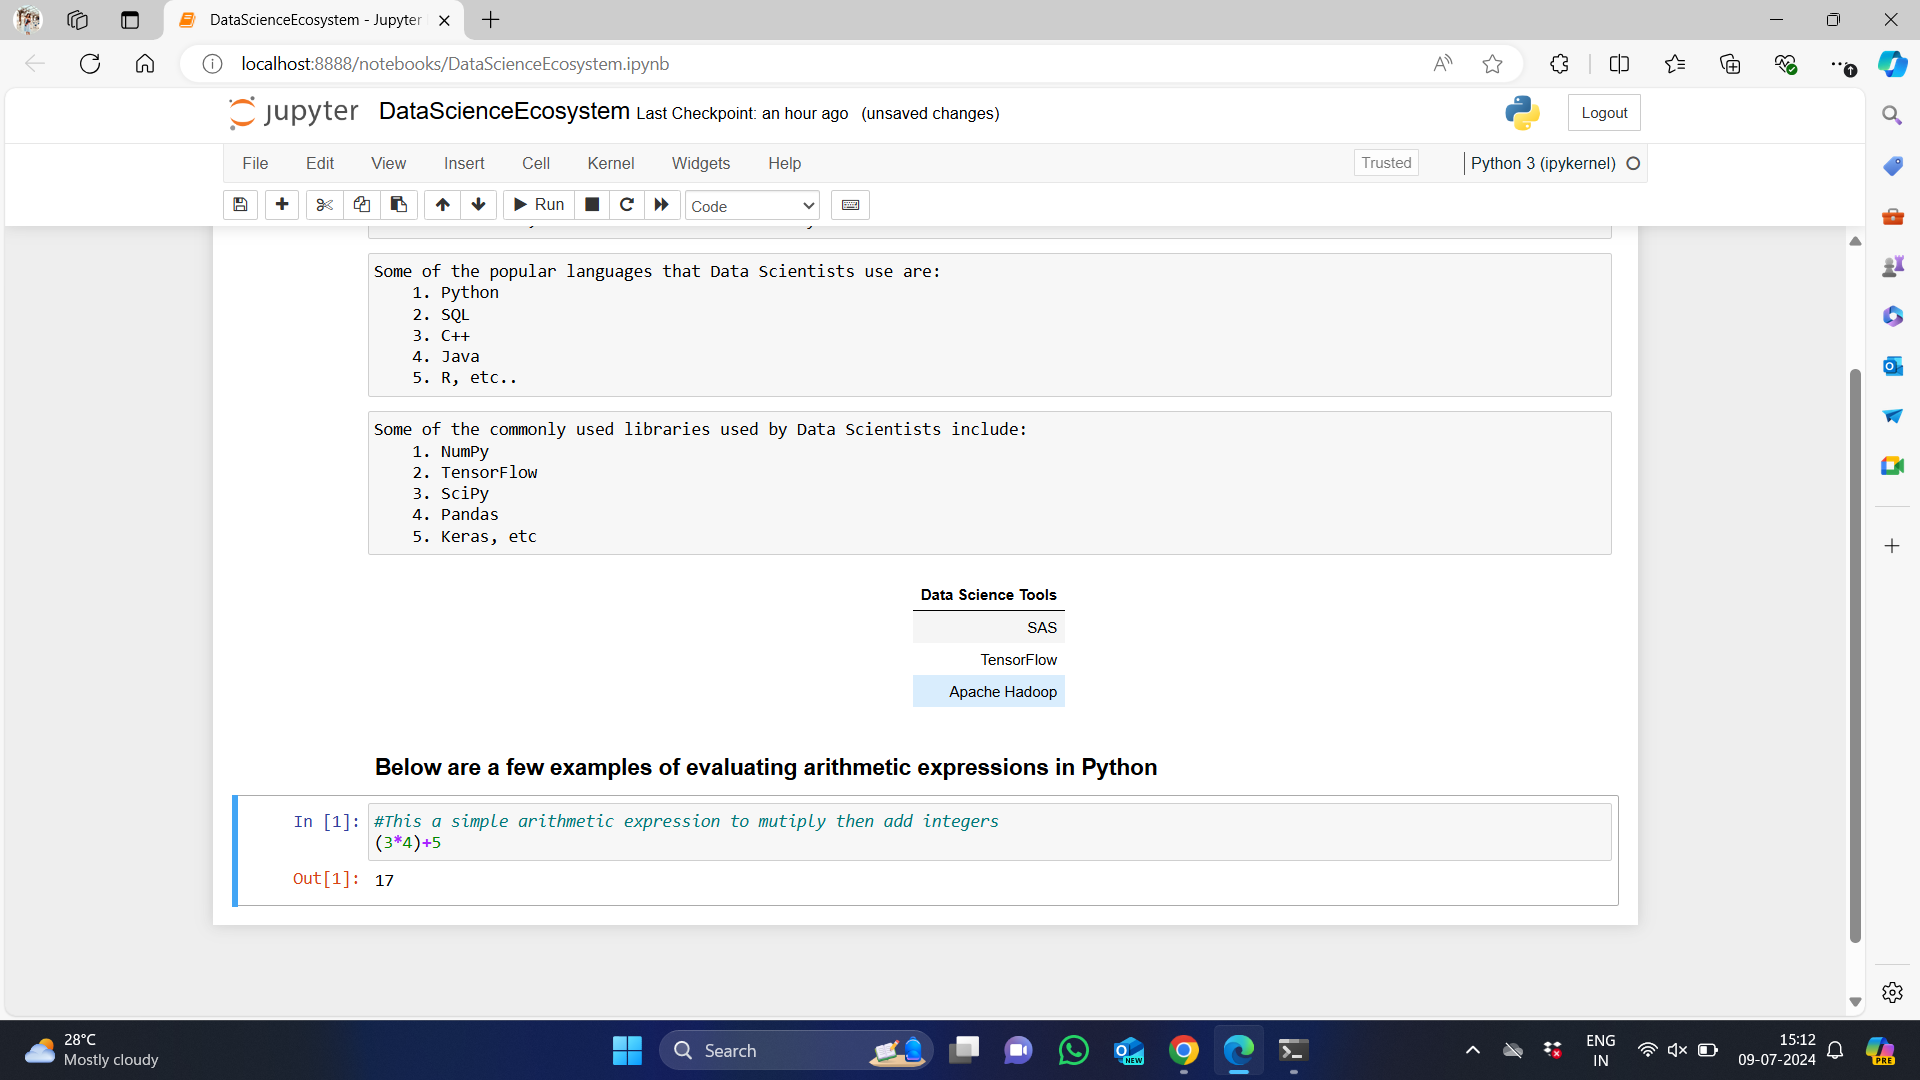 DataScienceEcosystem - Jupyter
localhost:8888/notebooks/DataScienceEcosystem.ipynb
jupyter DataScienceEcosystem Last Checkpoint: an hour ago (unsaved changes) Logout
File Edit View Insert Cell Kernel Widgets Help Trusted Python 3 (ipykernel)
Run Code
Some of the popular languages that Data Scientists use are:
1. Python
2. SQL
3. C++
4. Java
5. R, etc..
Some of the commonly used libraries used by Data Scientists include:
1. NumPy
2. TensorFlow
3. SciPy
4. Pandas
5. Keras, etc
Data Science Tools
SAS
TensorFlow
Apache Hadoop
Below are a few examples of evaluating arithmetic expressions in Python
In [1]: #This a simple arithmetic expression to mutiply then add integers
(3*4)+5
Out[1]: 17
28°C
Mostly cloudy
Search
NEW
ENG
IN
15:12
09-07-2024
PRE